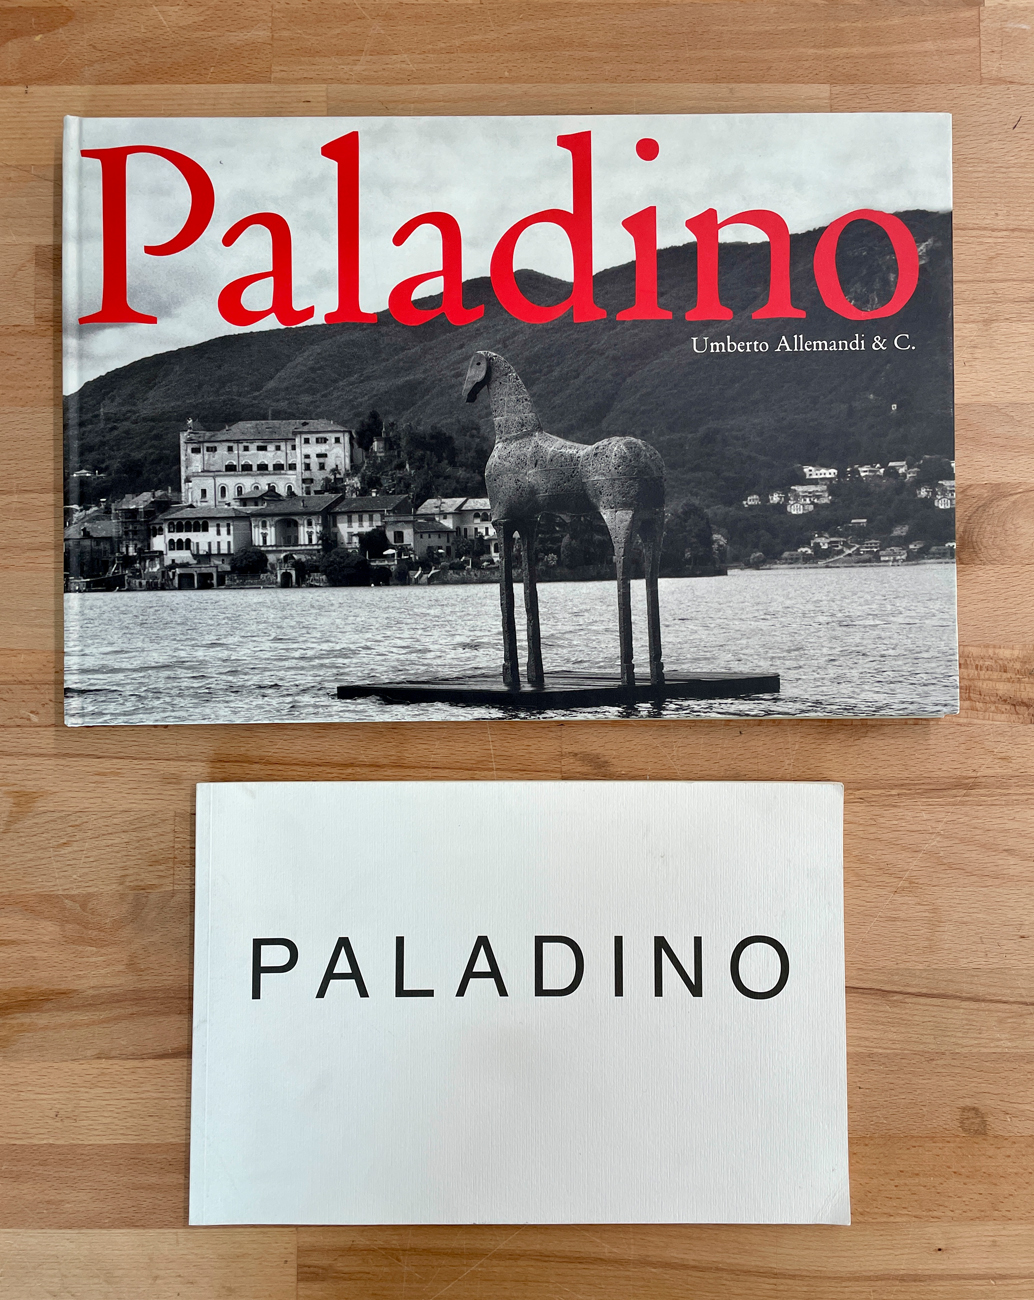 Paladino
Umberto Allemandi & C.
PALADINO